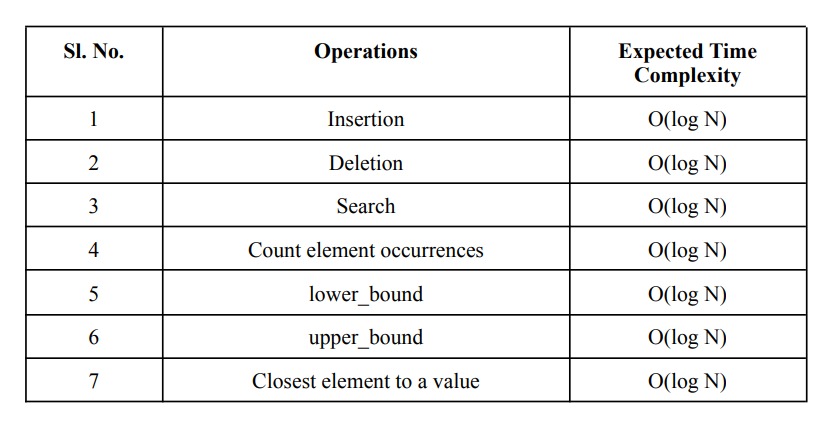 Sl. No. Operations Expected Time
Complexity
1 Insertion O(log N)
2 Deletion O(log N)
3 Search O(log N)
4 Count element occurrences O(log N)
5 lower_bound O(log N)
6 upper_bound O(log N)
7 Closest element to a value O(log N)